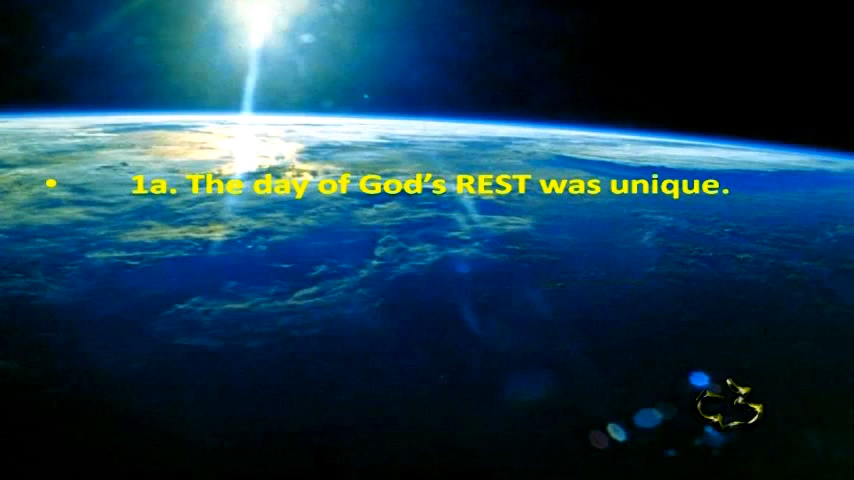 • 1a. The day of God’s REST was unique.